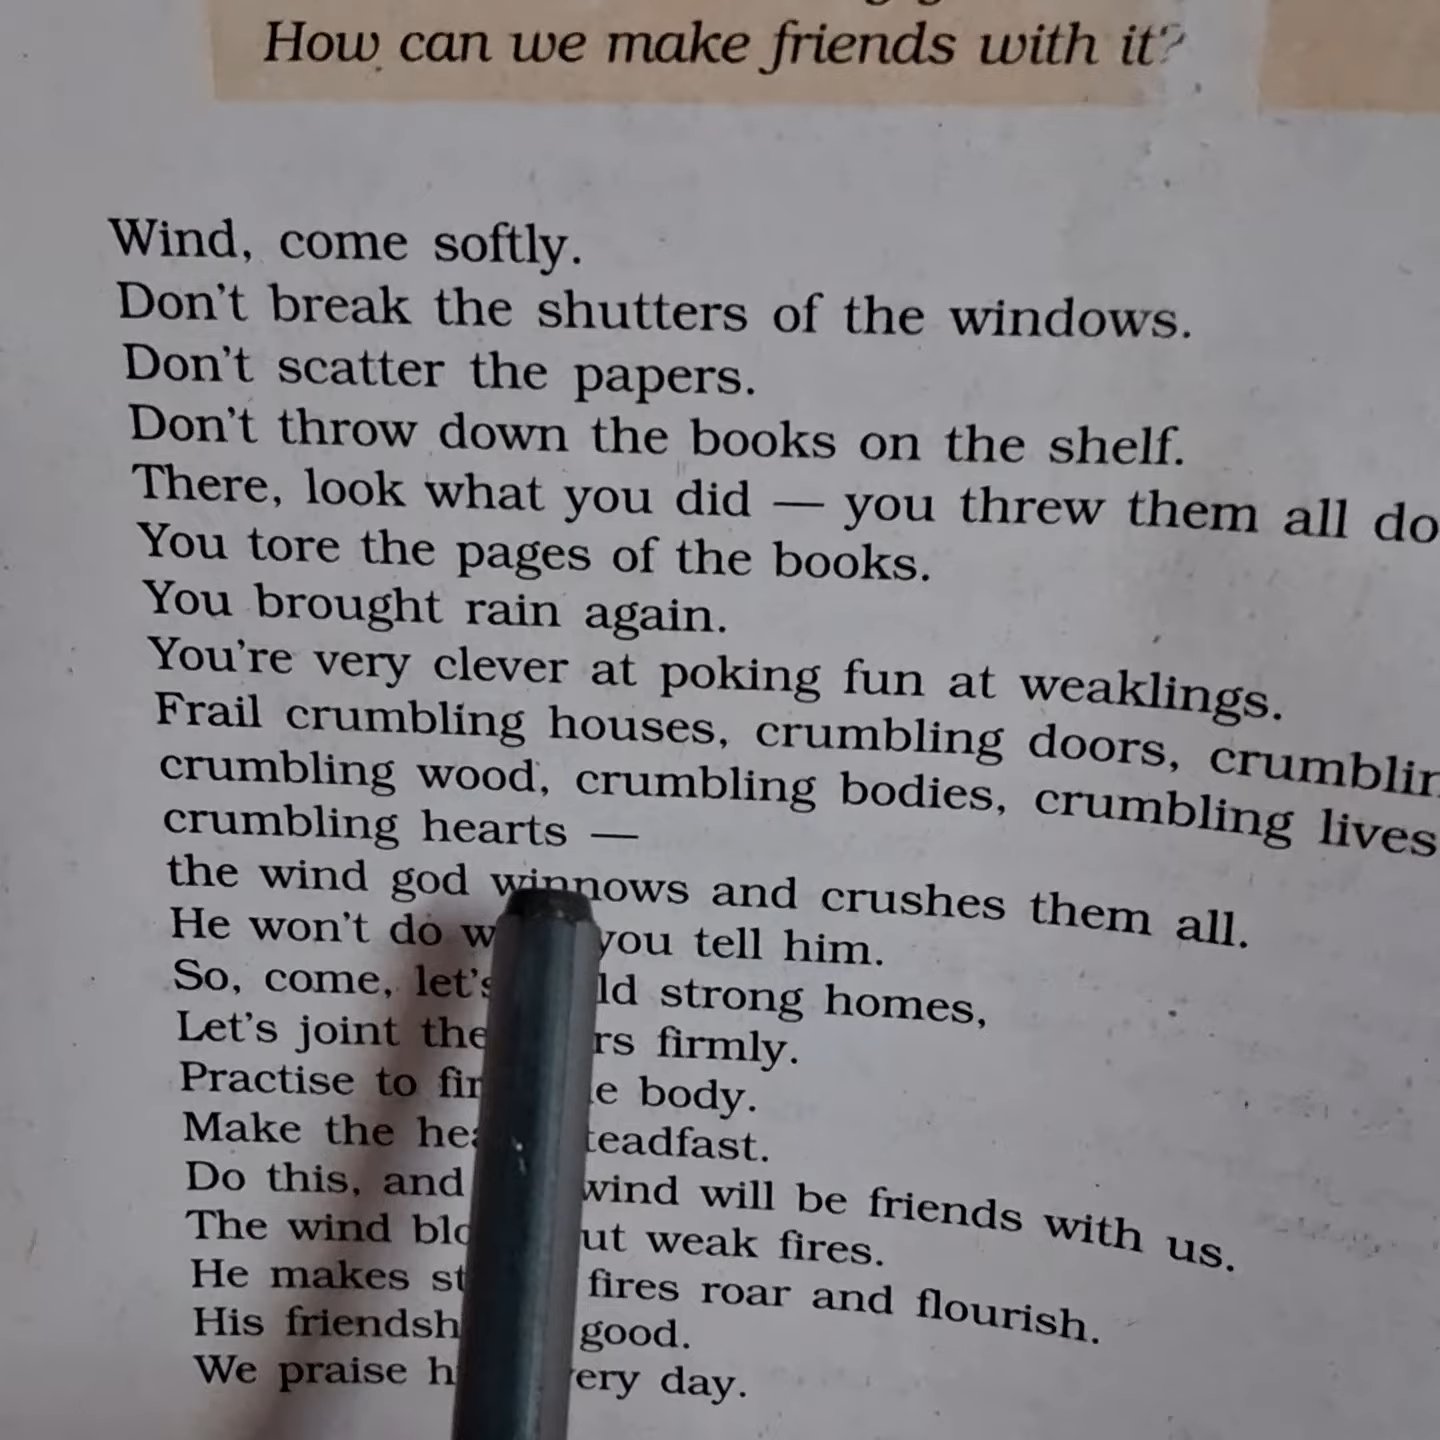 How can we make friends with it?
Wind, come softly.
Don't break the shutters of the windows.
Don't scatter the papers.
Don't throw down the books on the shelf.
There, look what you did — you threw them all do
You tore the pages of the books.
You brought rain again.
You're very clever at poking fun at weaklings.
Frail crumbling houses, crumbling doors, crumblin
crumbling wood, crumbling bodies, crumbling lives
crumbling hearts —
the wind god winnows and crushes them all.
He won't do you tell him.
So, come, let's strong homes,
Let's joint firmly.
Practise to body.
Make the
Do this, and wind will be friends with us.
The wind weak fires.
He makes fires roar and flourish.
His good.
We praise day.